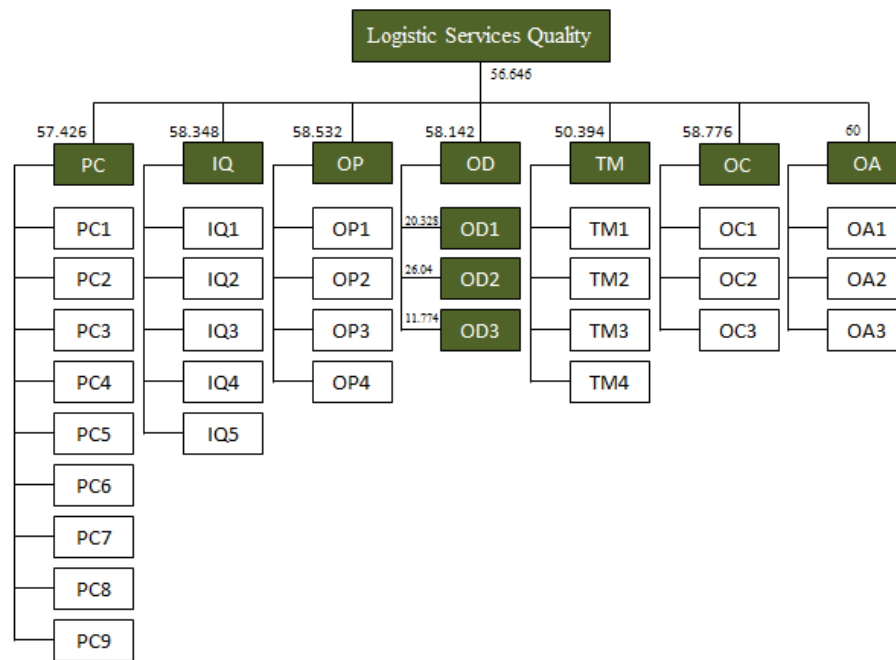 Logistic Services Quality
56.646
57.426
58.348
58.532
58.142
50.394
58.776
60
PC
IQ
OP
OD
TM
OC
OA
PC1
IQ1
OP1
20.328
OD1
TM1
OC1
OA1
PC2
IQ2
OP2
26.04
OD2
TM2
OC2
OA2
PC3
IQ3
OP3
11.774
OD3
TM3
OC3
OA3
PC4
IQ4
OP4
TM4
PC5
IQ5
PC6
PC7
PC8
PC9